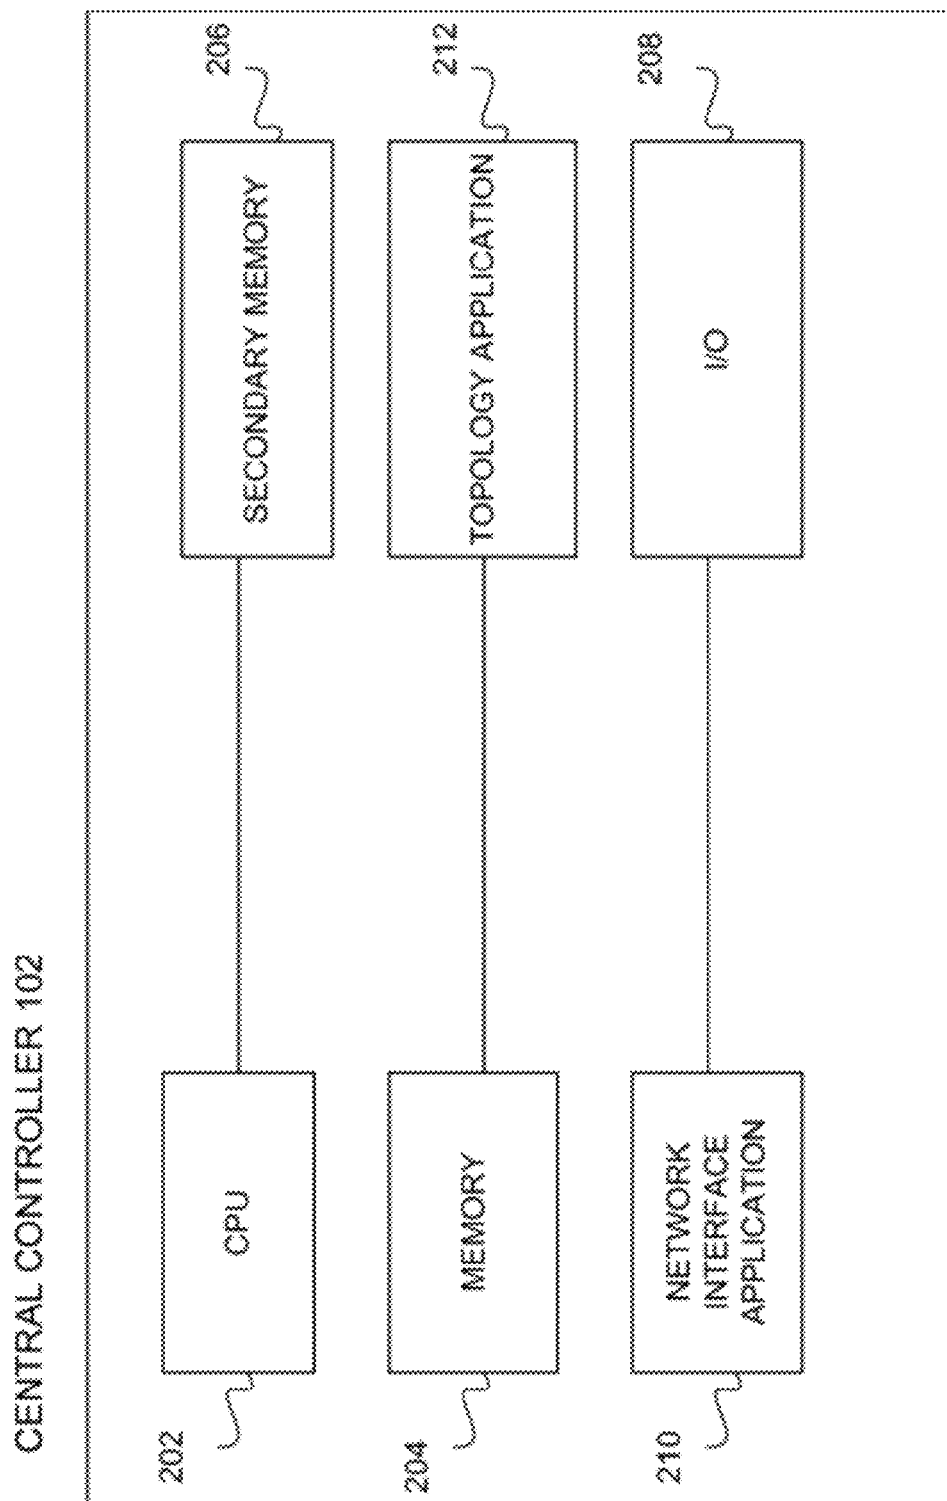 CENTRAL CONTROLLER 102
202
CPU
SECONDARY MEMORY
206
204
MEMORY
TOPOLOGY APPLICATION
212
210
NETWORK
INTERFACE
APPLICATION
I/O
208